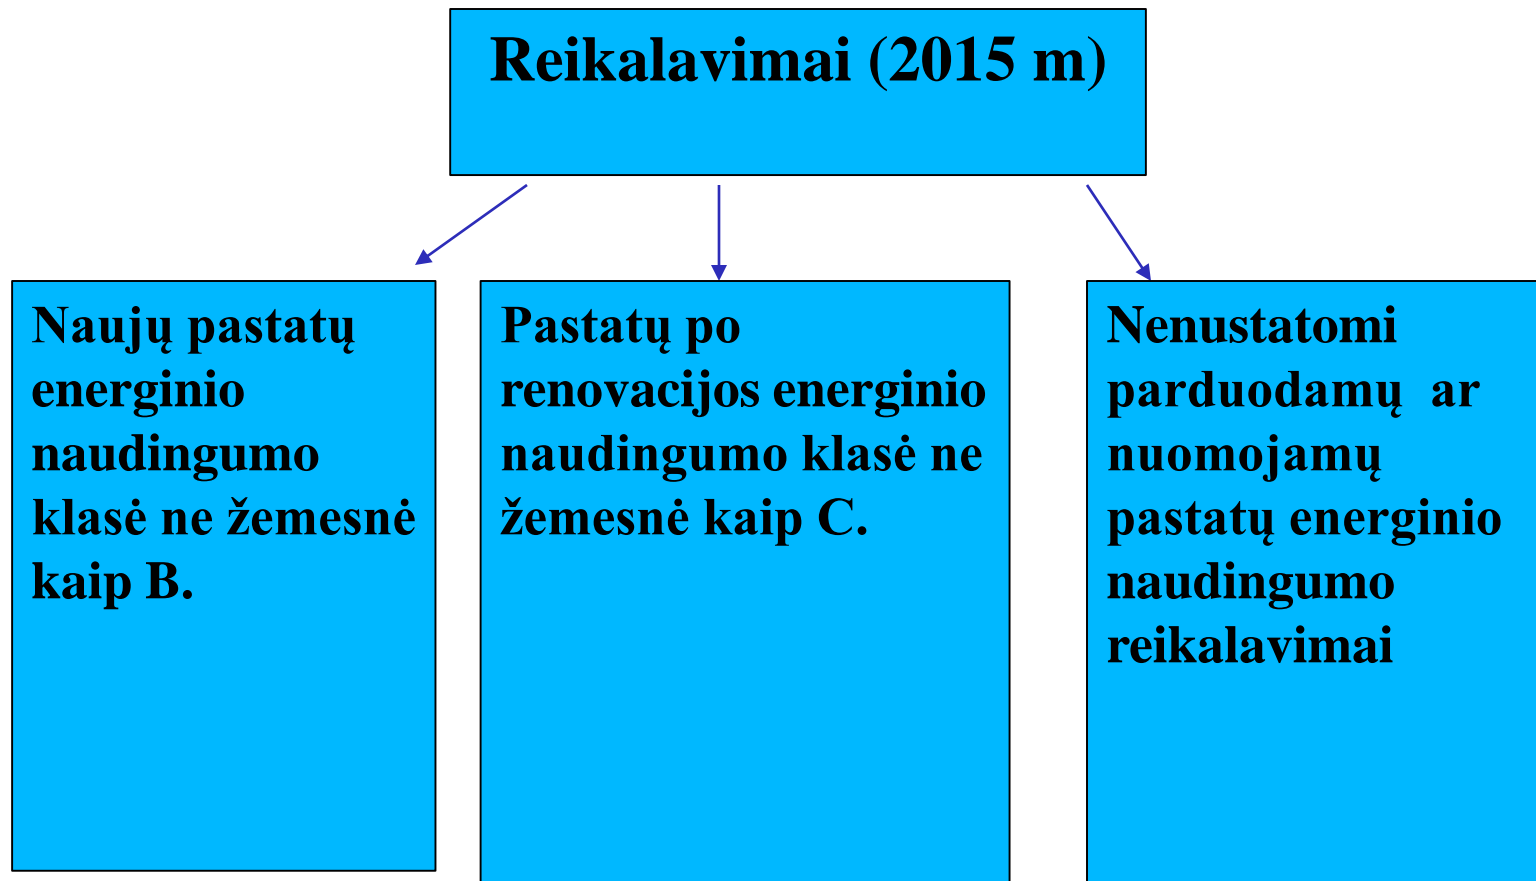 Reikalavimai (2015 m)
Naujų pastatų
energinio
naudingumo
klasė ne žemesnė
kaip B.
Pastatų po
renovacijos energinio
naudingumo klasė ne
žemesnė kaip C.
Nenustatomi
parduodamų ar
nuomojamų
pastatų energinio
naudingumo
reikalavimai